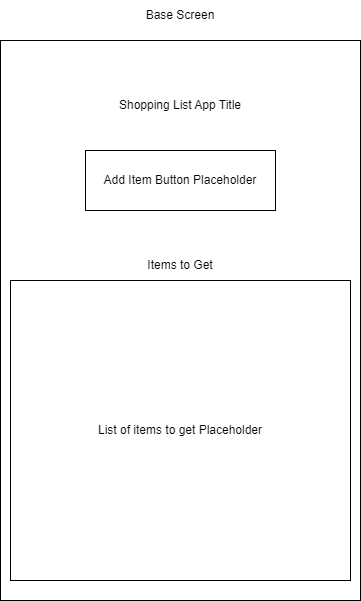 Base Screen
Shopping List App Title
Add Item Button Placeholder
Items to Get
List of items to get Placeholder